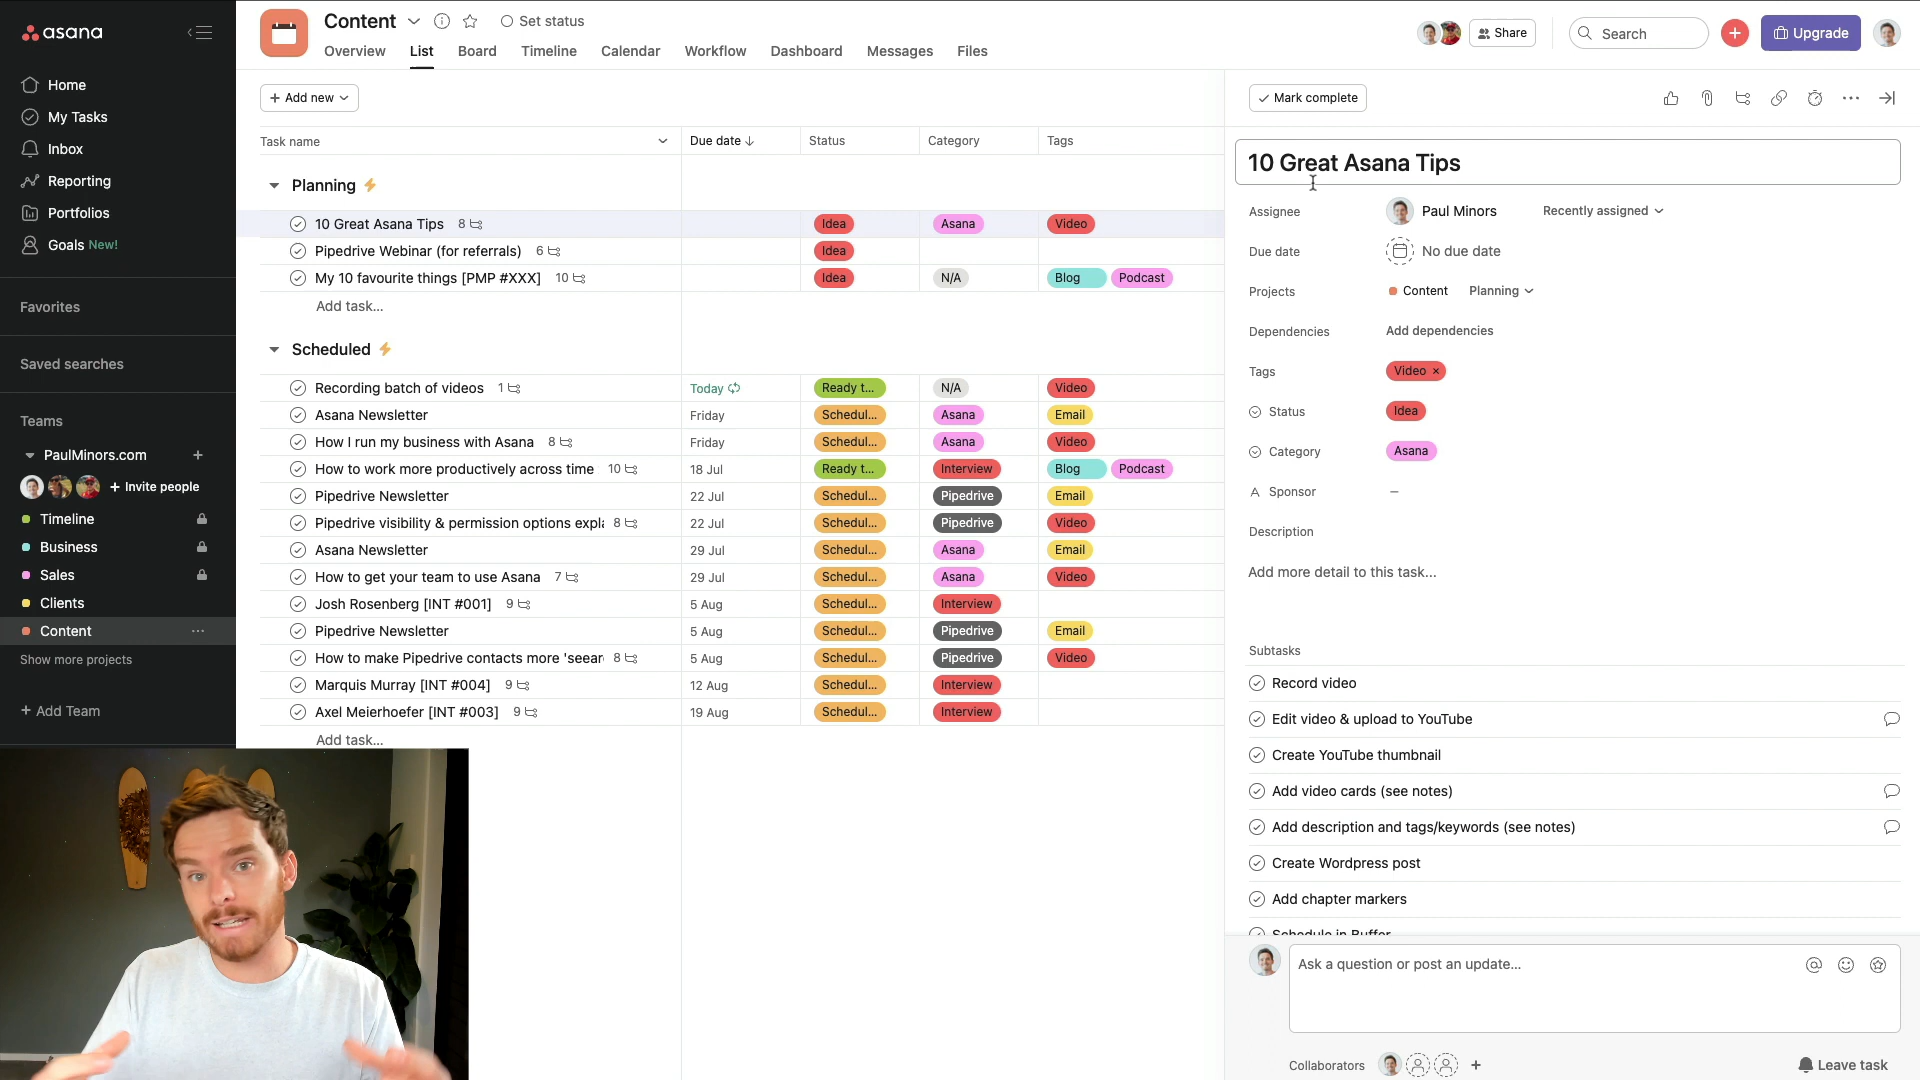 asana
Home
My Tasks
Inbox
Reporting
Portfolios
Goals New!
Favorites
Saved searches
Teams
PaulMinors.com +
+ Invite people
Timeline
Business
Sales
Clients
Content ...
Show more projects
+ Add Team
Content
Set status
Overview List Board Timeline Calendar Workflow Dashboard Messages Files
Share
Search
+
Upgrade
+ Add new
Task name Due date Status Category Tags
Planning
10 Great Asana Tips 8 Idea Asana Video
Pipedrive Webinar (for referrals) 6 Idea
My 10 favourite things [PMP #XXX] 10 Idea N/A Blog Podcast
Add task...
Scheduled
Recording batch of videos 1 Today Ready t... N/A Video
Asana Newsletter Friday Schedul... Asana Email
How I run my business with Asana 8 Friday Schedul... Asana Video
How to work more productively across time 10 18 Jul Ready t... Interview Blog Podcast
Pipedrive Newsletter 22 Jul Schedul... Pipedrive Email
Pipedrive visibility & permission options expla 8 22 Jul Schedul... Pipedrive Video
Asana Newsletter 29 Jul Schedul... Asana Email
How to get your team to use Asana 7 29 Jul Schedul... Asana Video
Josh Rosenberg [INT #001] 9 5 Aug Schedul... Interview
Pipedrive Newsletter 5 Aug Schedul... Pipedrive Email
How to make Pipedrive contacts more 'seear 8 5 Aug Schedul... Pipedrive Video
Marquis Murray [INT #004] 9 12 Aug Schedul... Interview
Axel Meierhoefer [INT #003] 9 19 Aug Schedul... Interview
Add task...
Mark complete
10 Great Asana Tips
Assignee Paul Minors Recently assigned
Due date No due date
Projects Content Planning
Dependencies Add dependencies
Tags Video ×
Status Idea
Category Asana
A Sponsor —
Description
Add more detail to this task...
Subtasks
Record video
Edit video & upload to YouTube
Create YouTube thumbnail
Add video cards (see notes)
Add description and tags/keywords (see notes)
Create Wordpress post
Add chapter markers
Schedule in Buffer
Ask a question or post an update...
Collaborators + Leave task